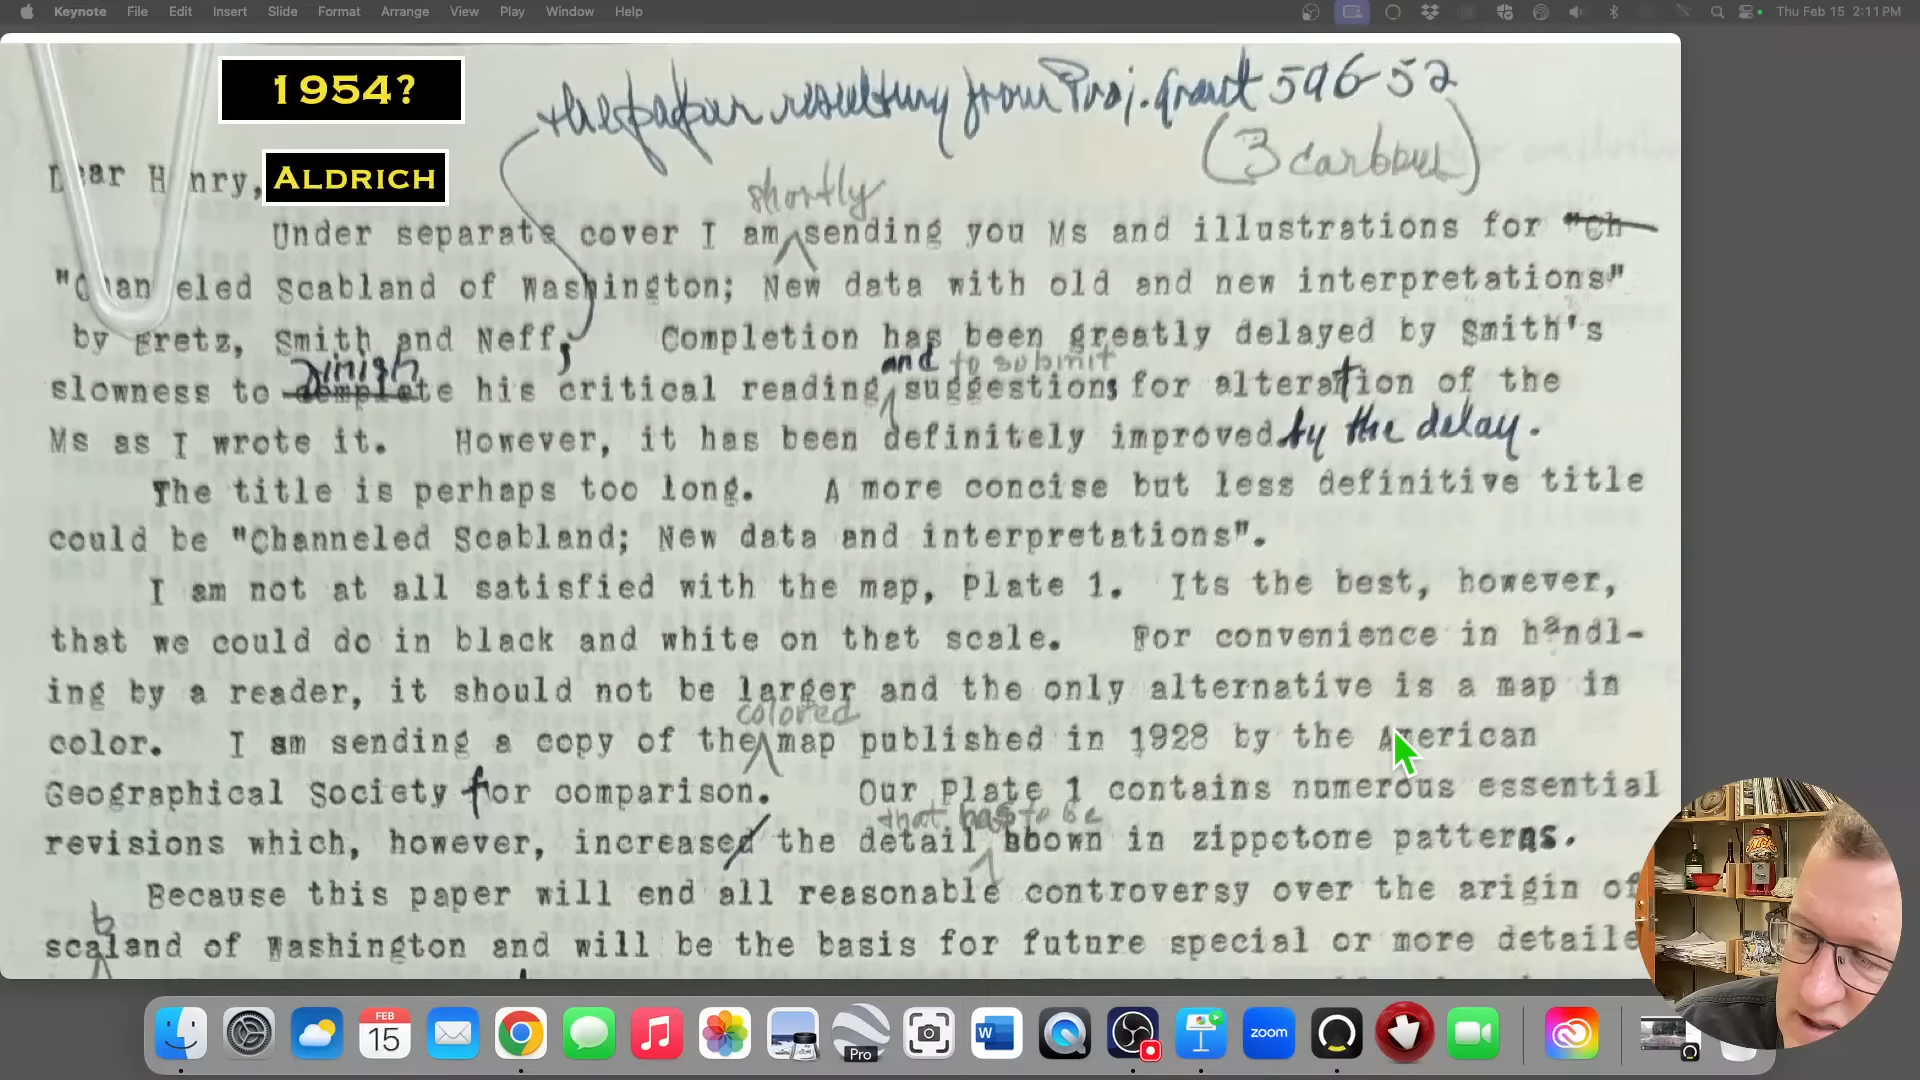 Keynote File Edit Insert Slide Format Arrange View Play Window Help Thu Feb 15 2:11 PM
1954?
the paper resulting from Proj. Grant 596-52
(3 carbons)
Dear Henry, ALDRICH
shortly
Under separate cover I am sending you Ms and illustrations for "Ch
"Channeled Scabland of Washington; New data with old and new interpretations"
by Bretz, Smith and Neff, Completion has been greatly delayed by Smith's
finish and to submit
slowness to complete his critical reading suggestions for alteration of the
Ms as I wrote it. However, it has been definitely improved by the delay.
The title is perhaps too long. A more concise but less definitive title
could be "Channeled Scabland; New data and interpretations".
I am not at all satisfied with the map, Plate 1. Its the best, however,
that we could do in black and white on that scale. For convenience in handl-
ing by a reader, it should not be larger and the only alternative is a map in
colored
color. I am sending a copy of the map published in 1928 by the American
Geographical Society for comparison. Our Plate 1 contains numerous essential
that has to be
revisions which, however, increased the detail shown in zippotone patterns.
Because this paper will end all reasonable controversy over the arigin of
b
scaland of Washington and will be the basis for future special or more detaile
FEB
15
Pro
W
zoom